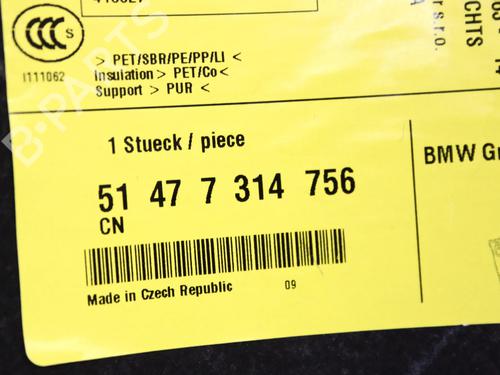 CCC S
I111062
> PET/SBR/PE/PP/LI <
Insulation > PET/Co <
Support > PUR <
r s.r.o.
CHTS
1 Stueck / piece
51 47 7 314 756
CN
BMW G
Made in Czech Republic 09
B-PARTS